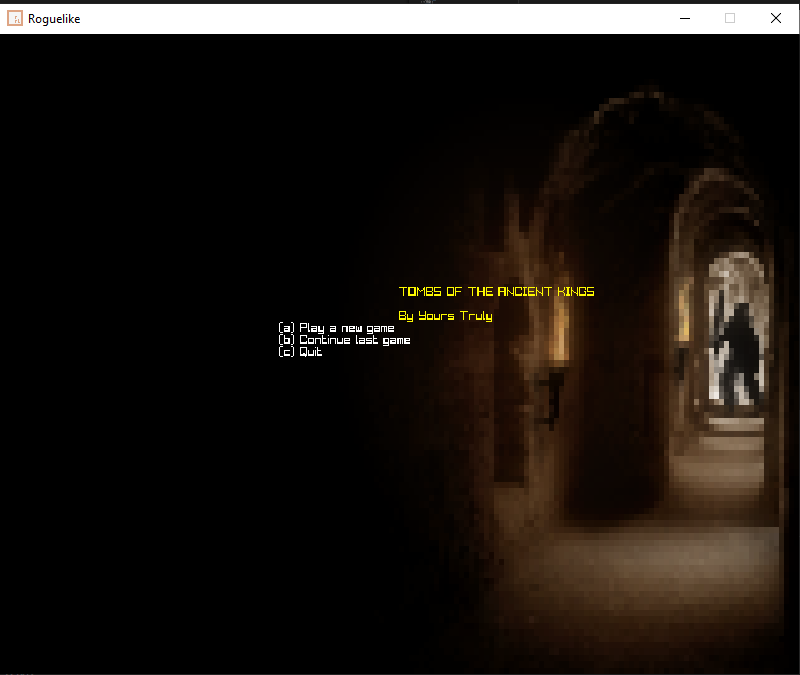 Roguelike
TOMBS OF THE ANCIENT KINGS
By Yours Truly
(a) Play a new game
(b) Continue last game
(c) Quit